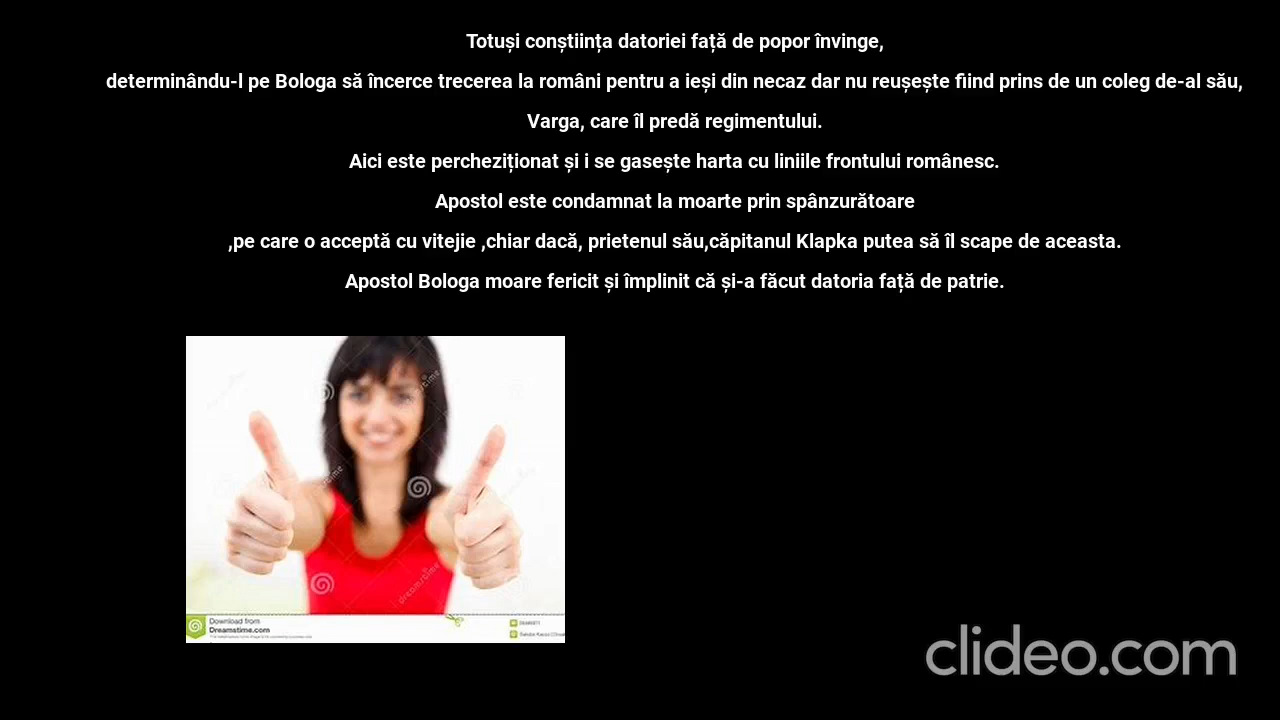 Totuși conștiința datoriei față de popor învinge,
determinându-l pe Bologa să încerce trecerea la români pentru a ieși din necaz dar nu reușește fiind prins de un coleg de-al său,
Varga, care îl predă regimentului.
Aici este percheziționat și i se gasește harta cu liniile frontului românesc.
Apostol este condamnat la moarte prin spânzurătoare
,pe care o acceptă cu vitejie ,chiar dacă, prietenul său,căpitanul Klapka putea să îl scape de aceasta.
Apostol Bologa moare fericit și împlinit că și-a făcut datoria față de patrie.
dreamstime
Download from
Dreamstime.com
clideo.com